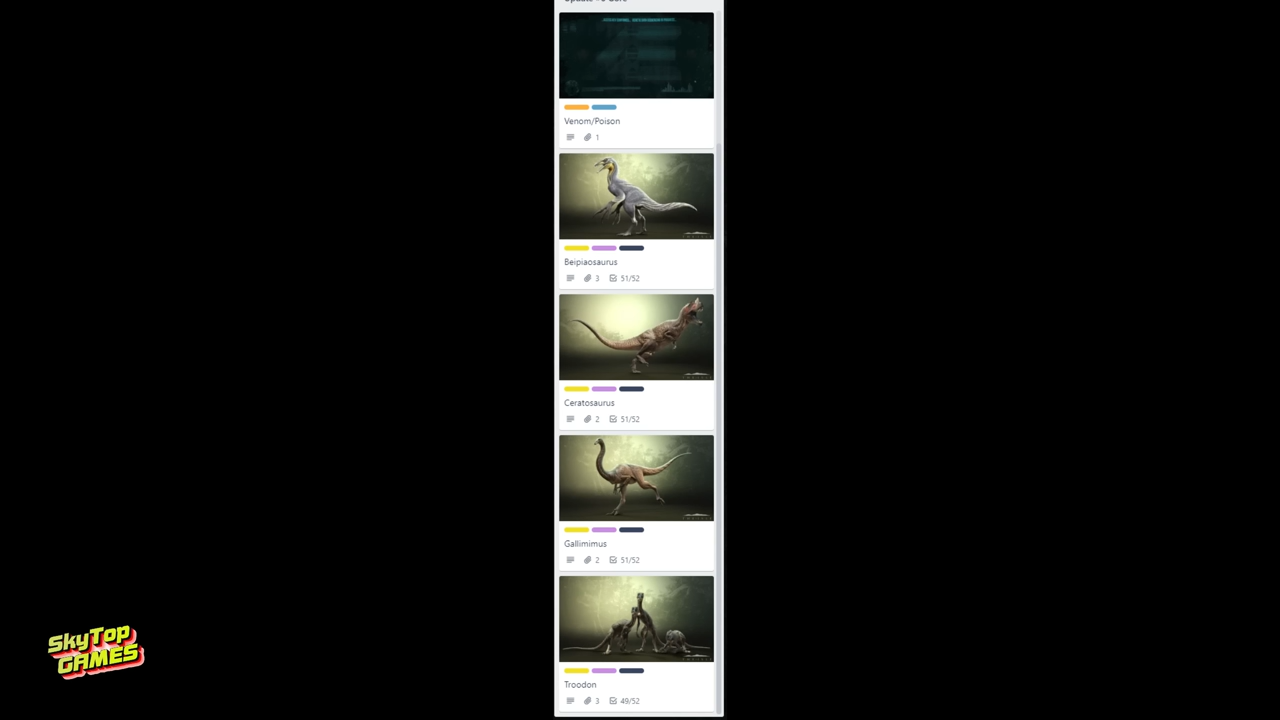 Venom/Poison
1
Beipiaosaurus
3 51/52
Ceratosaurus
2 51/52
Gallimimus
2 51/52
Troodon
3 49/52
SkyTop
GAMES